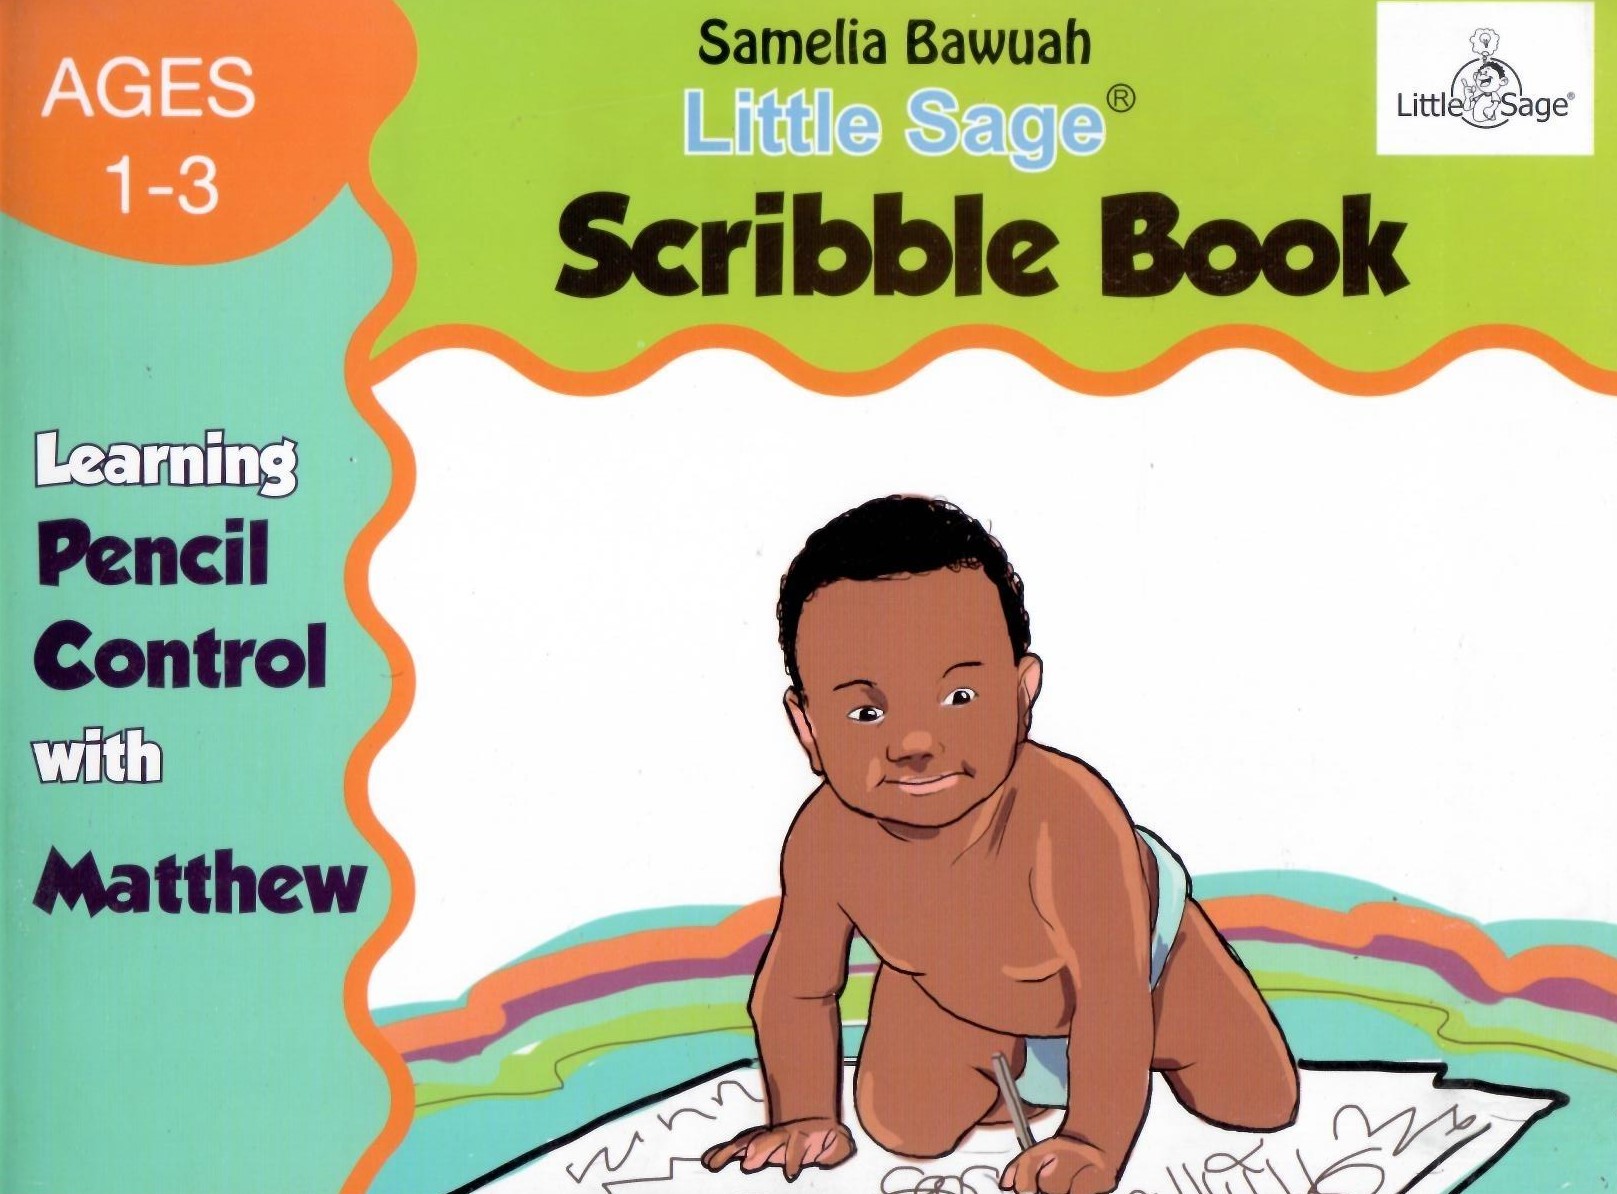 AGES
1-3
Samelia Bawuah
Little Sage®
Scribble Book
Little Sage®
Learning
Pencil
Control
with
Matthew